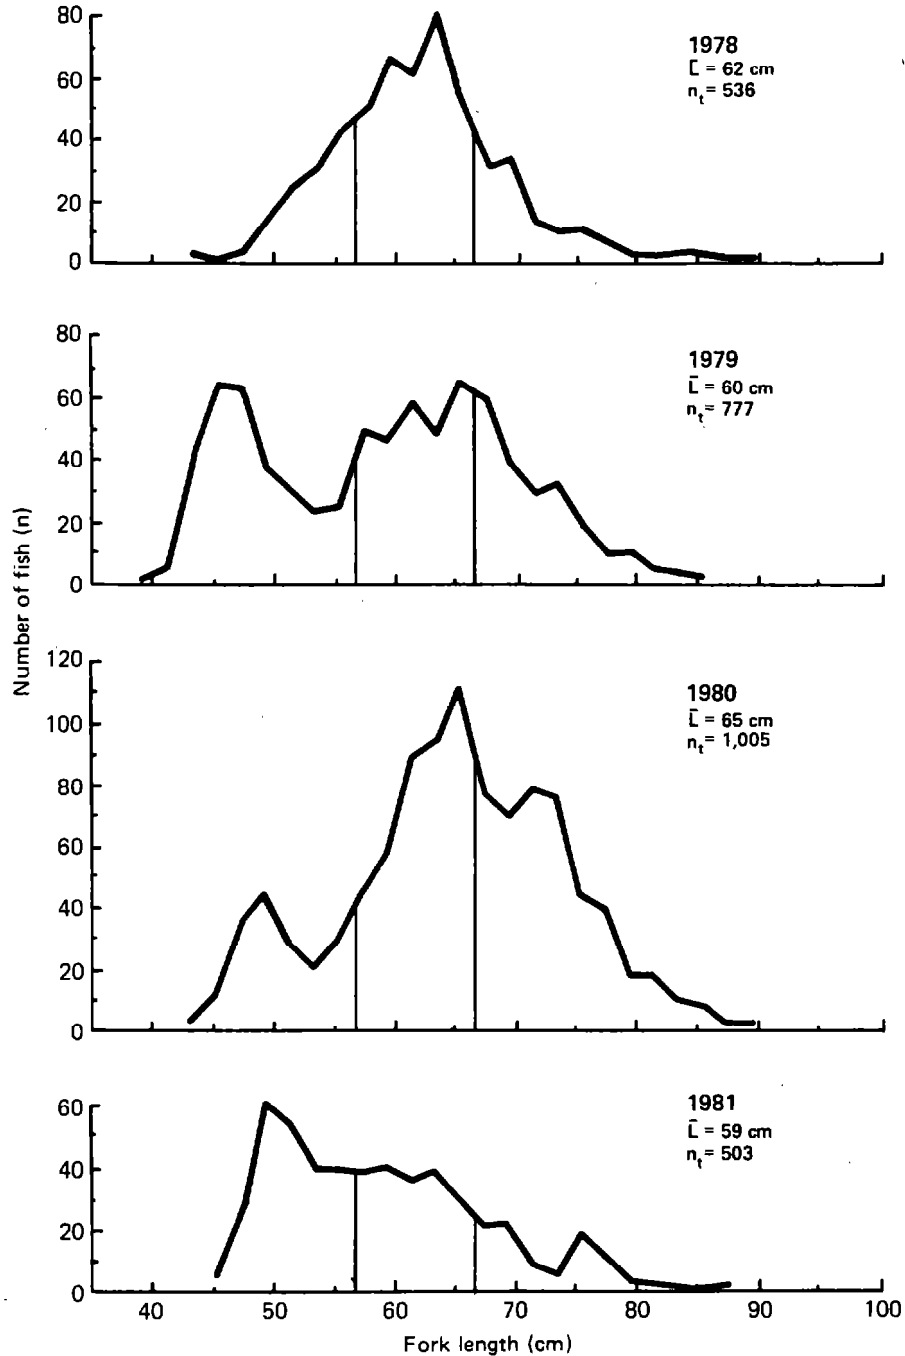 80
60
40
20
0
1978
L̄ = 62 cm
nₜ = 536
80
60
40
20
0
1979
L̄ = 60 cm
nₜ = 777
Number of fish (n)
120
100
80
60
40
20
0
1980
L̄ = 65 cm
nₜ = 1,005
60
40
20
0
1981
L̄ = 59 cm
nₜ = 503
40 50 60 70 80 90 100
Fork length (cm)